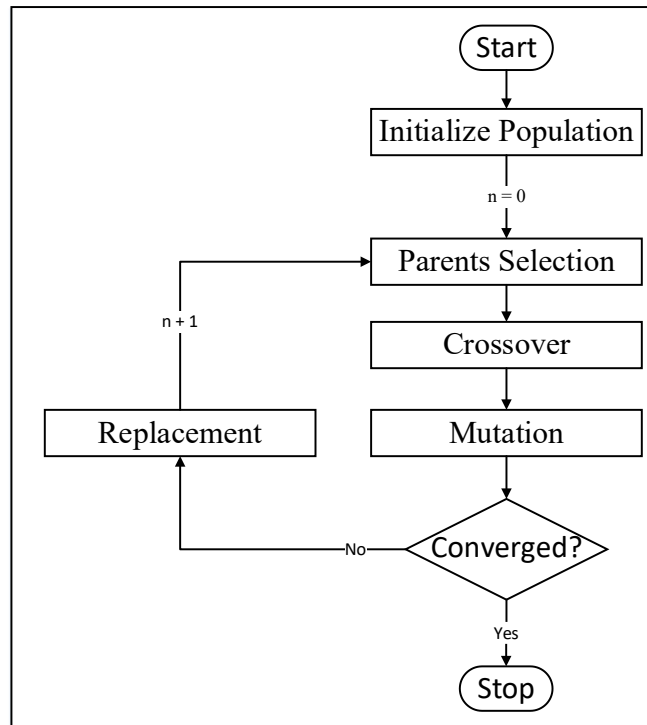 Start
Initialize Population
n = 0
Parents Selection
n + 1
Crossover
Replacement
Mutation
Converged?
No
Yes
Stop